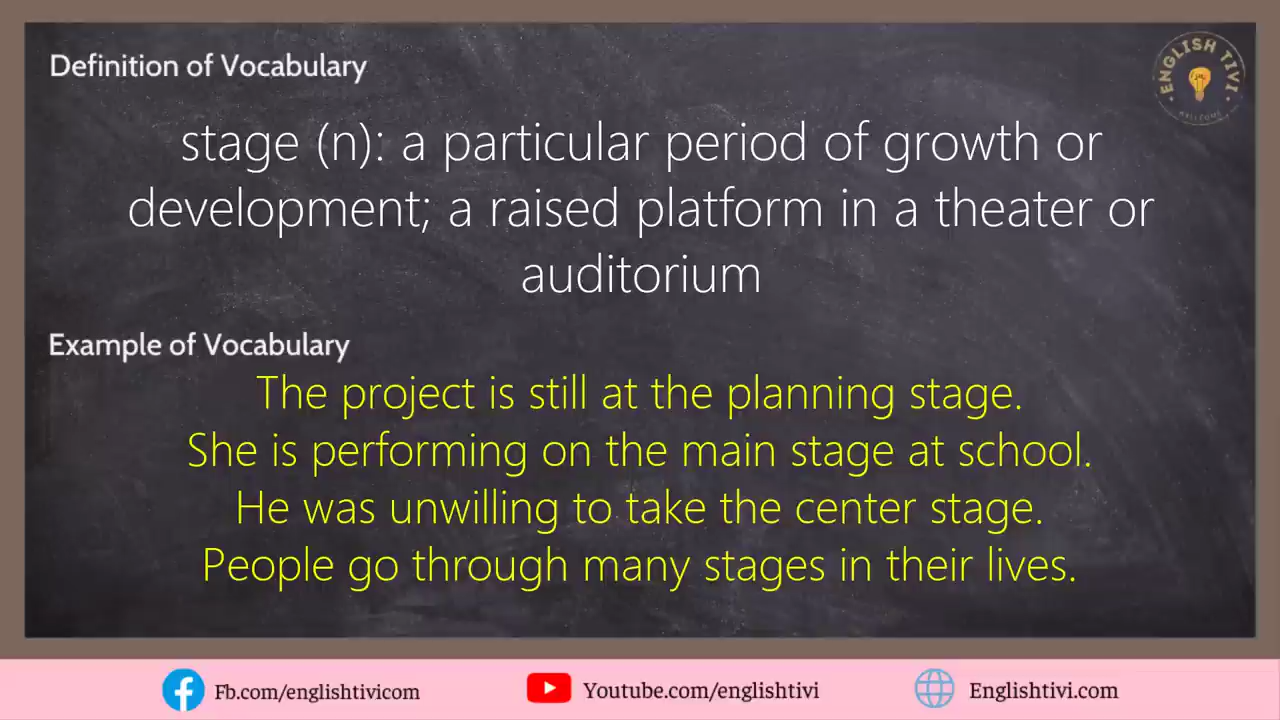 Definition of Vocabulary
ENGLISH TIVI
stage (n): a particular period of growth or
development; a raised platform in a theater or
auditorium
Example of Vocabulary
The project is still at the planning stage.
She is performing on the main stage at school.
He was unwilling to take the center stage.
People go through many stages in their lives.
Fb.com/englishtivicom
Youtube.com/englishtivi
Englishtivi.com